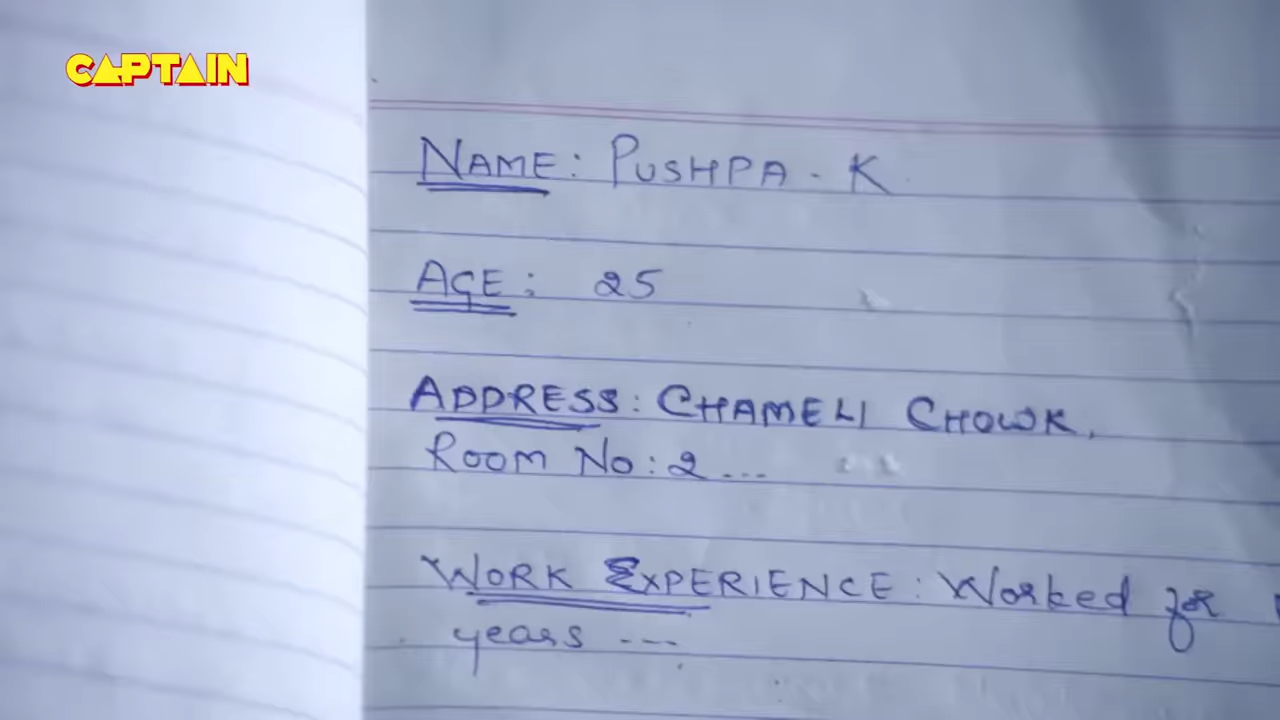 CAPTAIN
NAME: PUSHPA. K
AGE: 25
ADDRESS: CHAMELI CHOWK,
ROOM NO: 2 ...
WORK EXPERIENCE: Worked for
years ---